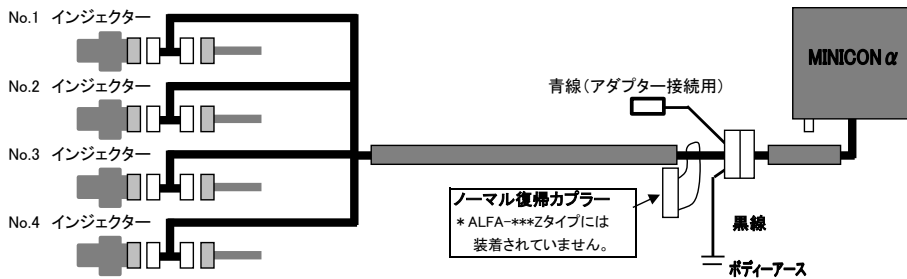 No.1 インジェクター
No.2 インジェクター
No.3 インジェクター
No.4 インジェクター
MINICON α
青線(アダプター接続用)
ノーマル復帰カプラー
* ALFA-***Zタイプには
装着されていません。
黒線
ボディーアース